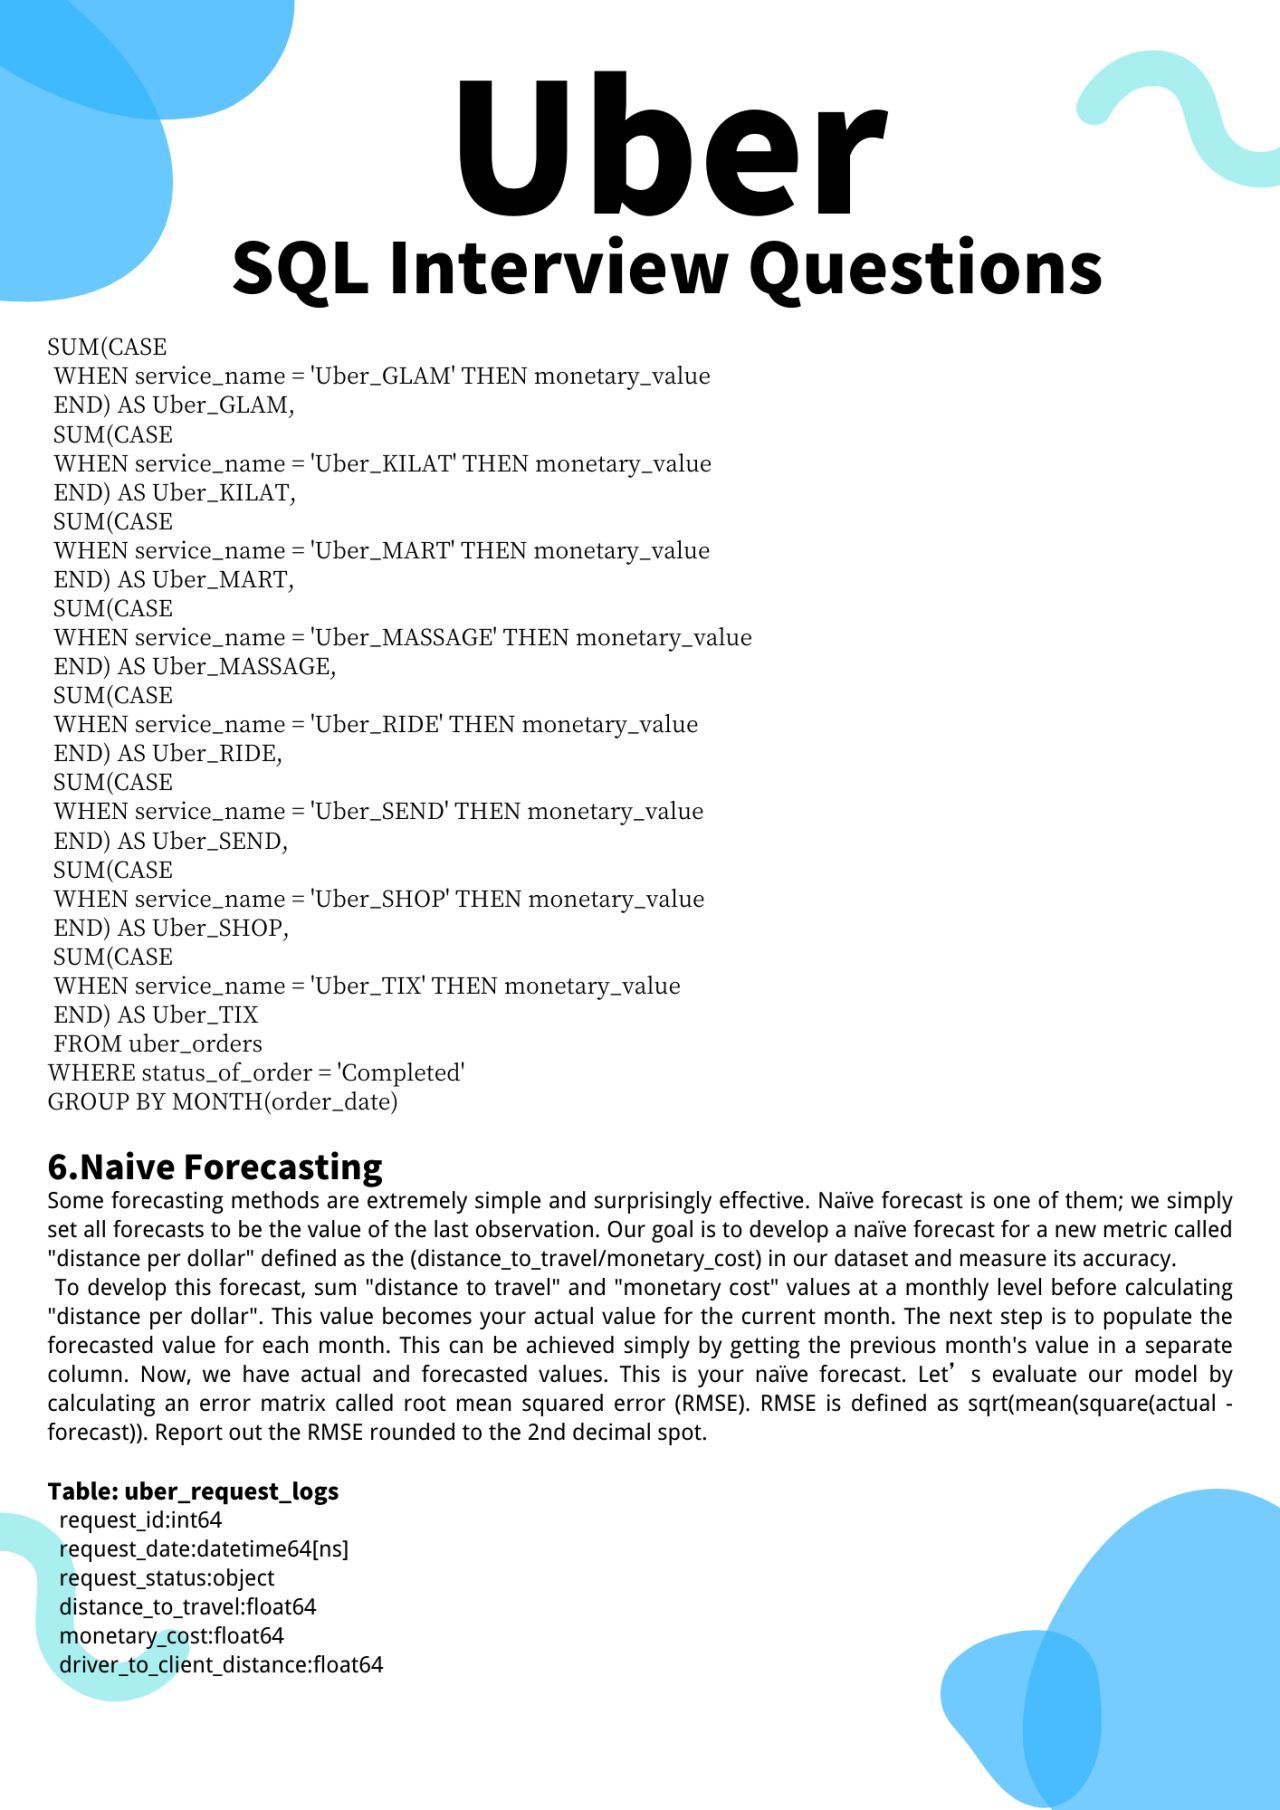 Uber
SQL Interview Questions
SUM(CASE
WHEN service_name = 'Uber_GLAM' THEN monetary_value
END) AS Uber_GLAM,
SUM(CASE
WHEN service_name = 'Uber_KILAT' THEN monetary_value
END) AS Uber_KILAT,
SUM(CASE
WHEN service_name = 'Uber_MART' THEN monetary_value
END) AS Uber_MART,
SUM(CASE
WHEN service_name = 'Uber_MASSAGE' THEN monetary_value
END) AS Uber_MASSAGE,
SUM(CASE
WHEN service_name = 'Uber_RIDE' THEN monetary_value
END) AS Uber_RIDE,
SUM(CASE
WHEN service_name = 'Uber_SEND' THEN monetary_value
END) AS Uber_SEND,
SUM(CASE
WHEN service_name = 'Uber_SHOP' THEN monetary_value
END) AS Uber_SHOP,
SUM(CASE
WHEN service_name = 'Uber_TIX' THEN monetary_value
END) AS Uber_TIX
FROM uber_orders
WHERE status_of_order = 'Completed'
GROUP BY MONTH(order_date)
6.Naive Forecasting
Some forecasting methods are extremely simple and surprisingly effective. Naïve forecast is one of them; we simply
set all forecasts to be the value of the last observation. Our goal is to develop a naïve forecast for a new metric called
"distance per dollar" defined as the (distance_to_travel/monetary_cost) in our dataset and measure its accuracy.
To develop this forecast, sum "distance to travel" and "monetary cost" values at a monthly level before calculating
"distance per dollar". This value becomes your actual value for the current month. The next step is to populate the
forecasted value for each month. This can be achieved simply by getting the previous month's value in a separate
column. Now, we have actual and forecasted values. This is your naïve forecast. Let’s evaluate our model by
calculating an error matrix called root mean squared error (RMSE). RMSE is defined as sqrt(mean(square(actual -
forecast)). Report out the RMSE rounded to the 2nd decimal spot.
Table: uber_request_logs
request_id:int64
request_date:datetime64[ns]
request_status:object
distance_to_travel:float64
monetary_cost:float64
driver_to_client_distance:float64